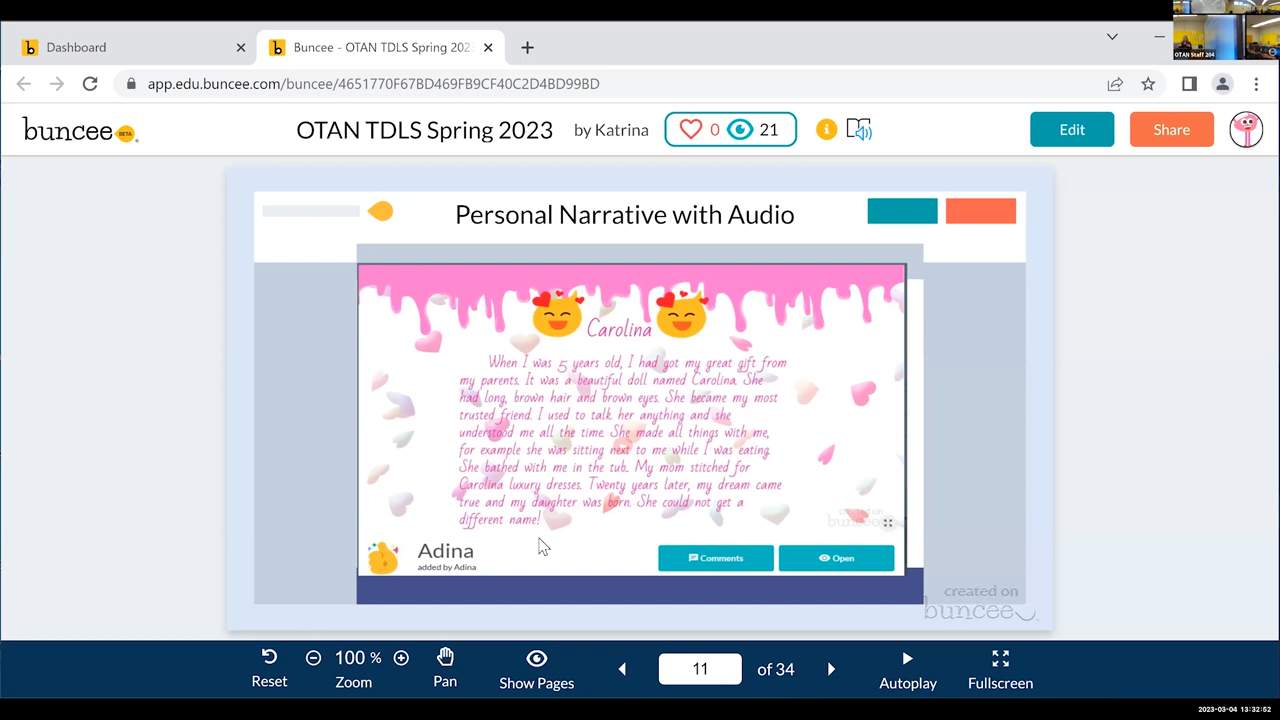 OTAN Staff 204
Dashboard
Buncee - OTAN TDLS Spring 202
app.edu.buncee.com/buncee/4651770F67BD469FB9CF40C2D4BD99BD
buncee BETA
OTAN TDLS Spring 2023 by Katrina 0 21
Edit
Share
Personal Narrative with Audio
Carolina
When I was 5 years old, I had got my great gift from
my parents. It was a beautiful doll named Carolina. She
had long, brown hair and brown eyes. She became my most
trusted friend. I used to talk her anything and she
understood me all the time. She made all things with me,
for example she was sitting next to me while I was eating.
She bathed with me in the tub. My mom stitched for
Carolina luxury dresses. Twenty years later, my dream came
true and my daughter was born. She could not get a
different name!
created on
buncee
Adina
added by Adina
Comments
Open
created on
buncee
Reset
100 %
Zoom
Pan
Show Pages
11 of 34
Autoplay
Fullscreen
2023-03-04 13:32:52